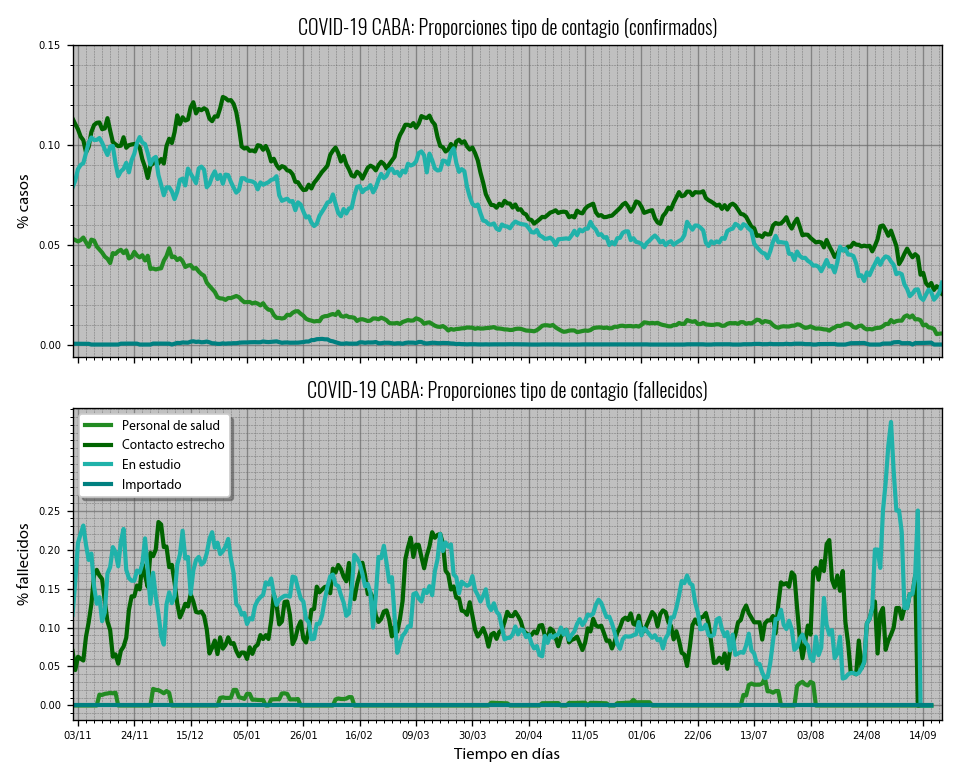 COVID-19 CABA: Proporciones tipo de contagio (confirmados)
0.15
0.10
0.05
0.00
% casos
COVID-19 CABA: Proporciones tipo de contagio (fallecidos)
Personal de salud
Contacto estrecho
En estudio
Importado
0.25
0.20
0.15
0.10
0.05
0.00
% fallecidos
03/11 24/11 15/12 05/01 26/01 16/02 09/03 30/03 20/04 11/05 01/06 22/06 13/07 03/08 24/08 14/09
Tiempo en días